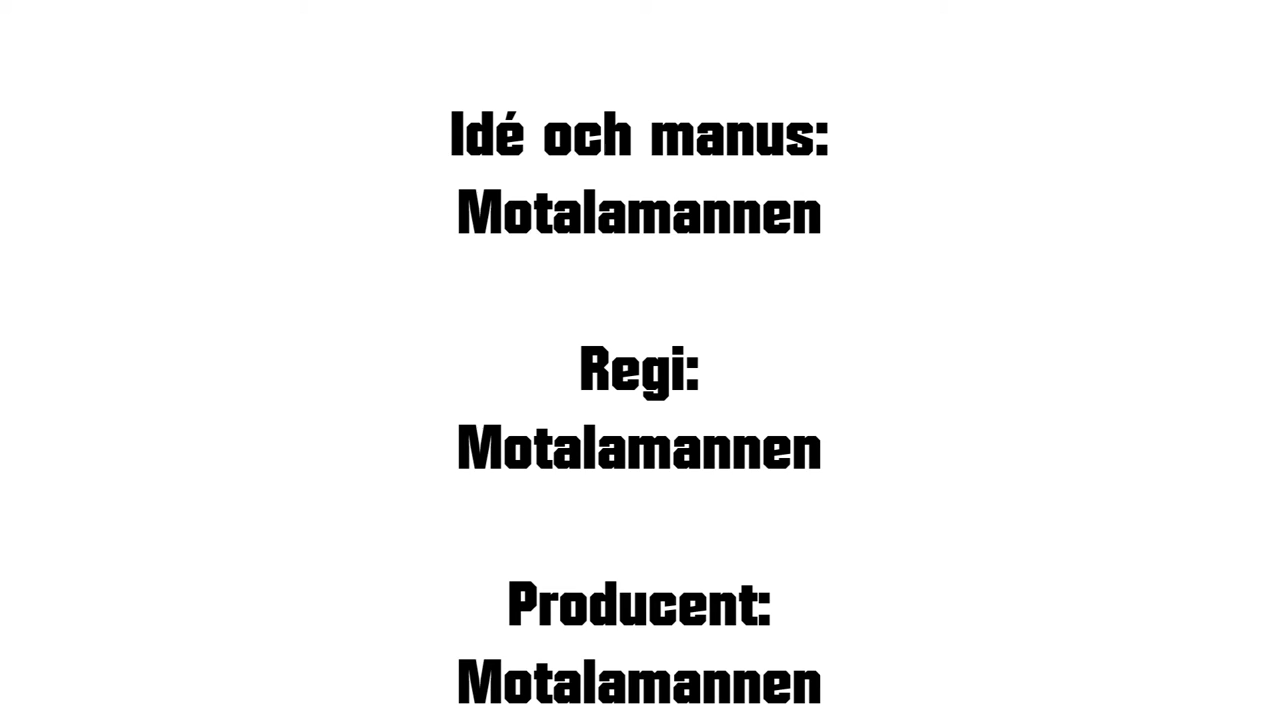 Idé och manus:
Motalamannen
Regi:
Motalamannen
Producent:
Motalamannen